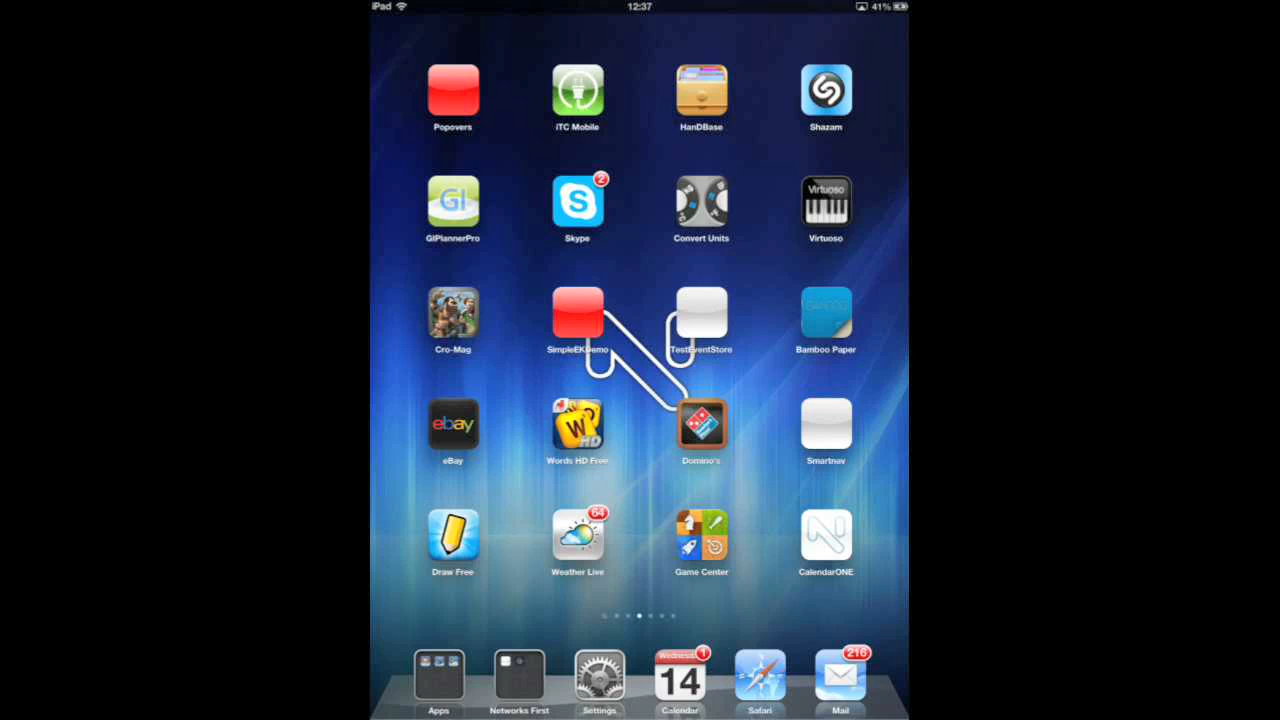 iPad 12:37 41%
Popovers iTC Mobile HanDBase Shazam
GI 2 Virtuoso
GIPlannerPro Skype Convert Units Virtuoso
Cro-Mag SimpleEKDemo TestEventStore Bamboo Paper
ebay W HD
eBay Words HD Free Domino's Smartnav
64
Draw Free Weather Live Game Center CalendarONE
Wednesday 1 216
14
Apps Networks First Settings Calendar Safari Mail